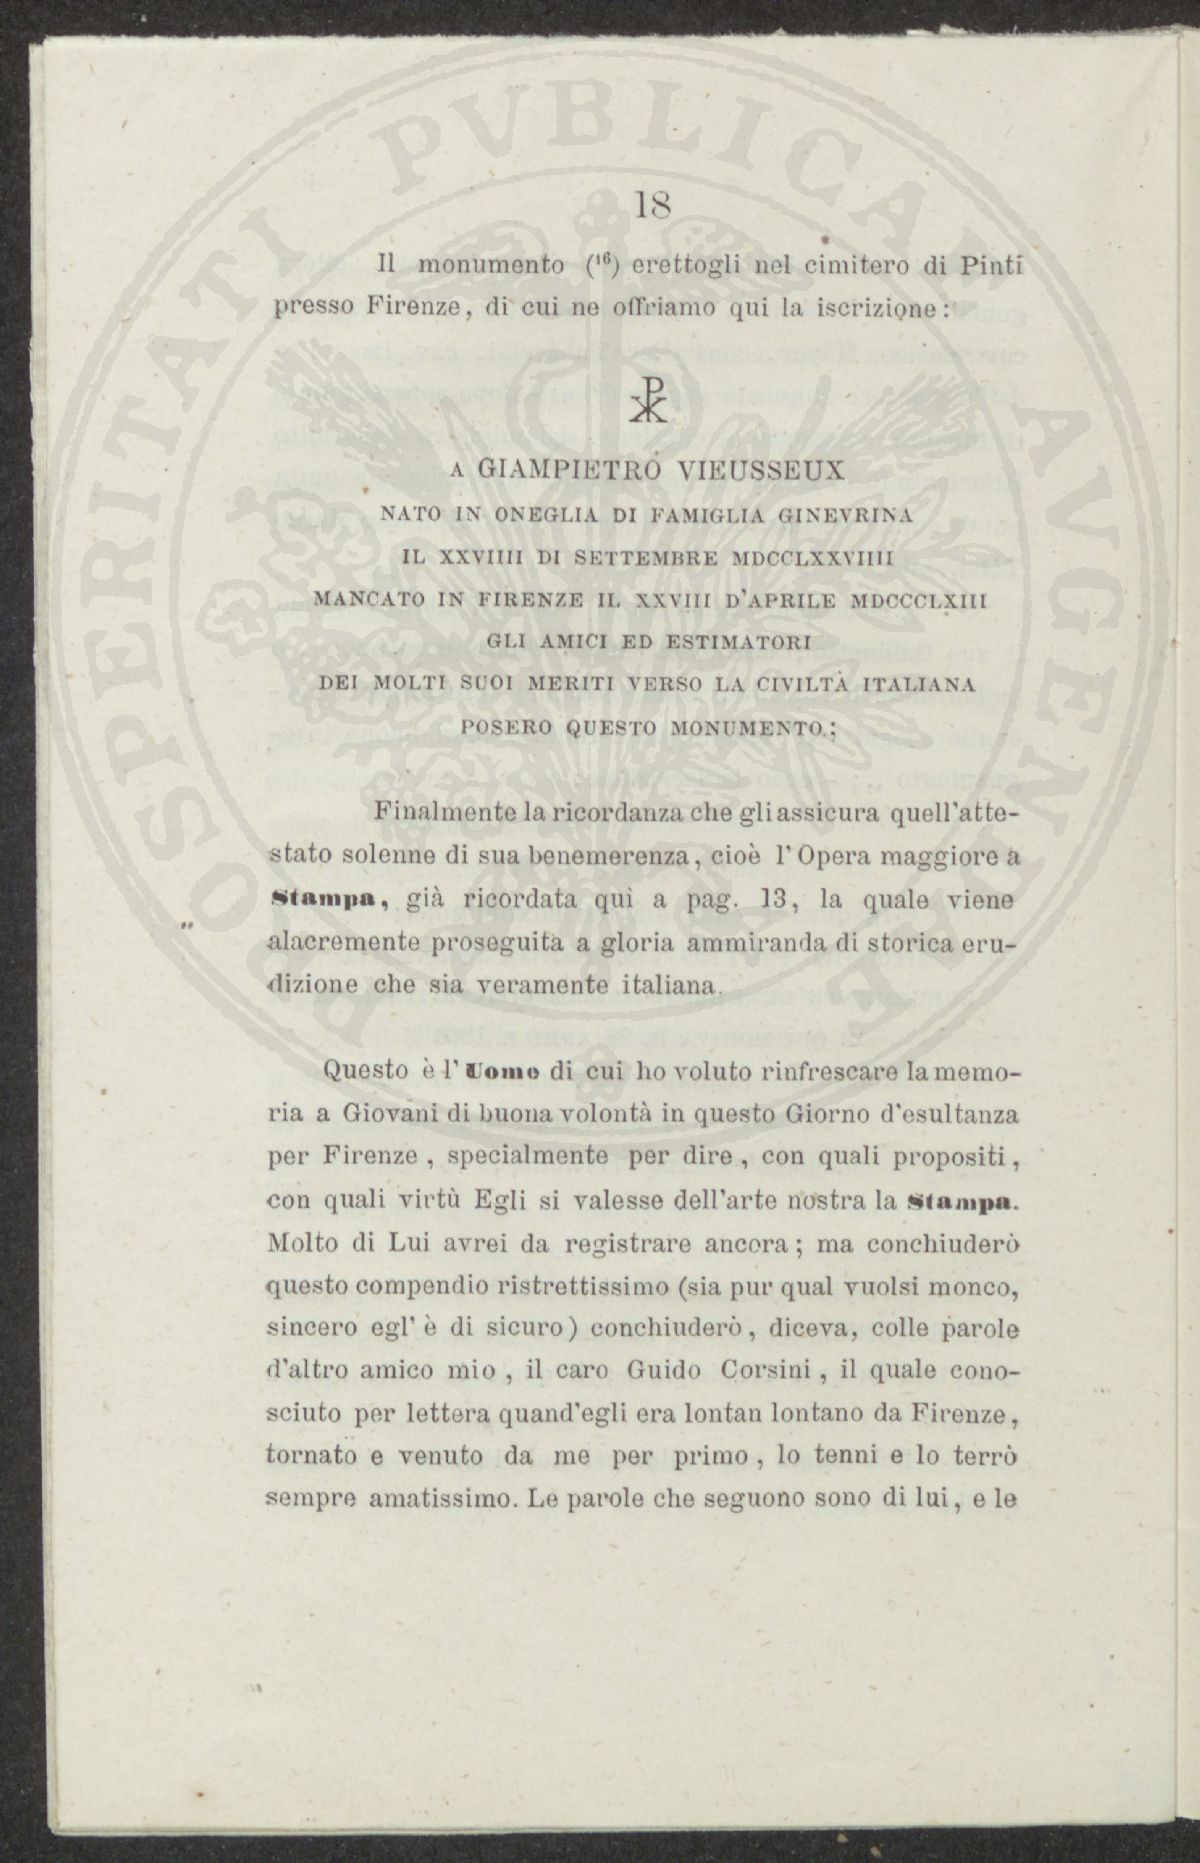 18
Il monumento (16) erettogli nel cimitero di Pinti
presso Firenze, di cui ne offriamo qui la iscrizione:
☧
A GIAMPIETRO VIEUSSEUX
NATO IN ONEGLIA DI FAMIGLIA GINEVRINA
IL XXVIIII DI SETTEMBRE MDCCLXXVIIII
MANCATO IN FIRENZE IL XXVIII D'APRILE MDCCCLXIII
GLI AMICI ED ESTIMATORI
DEI MOLTI SUOI MERITI VERSO LA CIVILTÀ ITALIANA
POSERO QUESTO MONUMENTO.;
Finalmente la ricordanza che gli assicura quell'atte-
stato solenne di sua benemerenza, cioè l'Opera maggiore a
Stampa, già ricordata quì a pag. 13, la quale viene
alacremente proseguita a gloria ammiranda di storica eru-
dizione che sia veramente italiana.
Questo è l'Uomo di cui ho voluto rinfrescare la memo-
ria a Giovani di buona volontà in questo Giorno d'esultanza
per Firenze, specialmente per dire, con quali propositi,
con quali virtù Egli si valesse dell'arte nostra la Stampa.
Molto di Lui avrei da registrare ancora; ma conchiuderò
questo compendio ristrettissimo (sia pur qual vuolsi monco,
sincero egl'è di sicuro) conchiuderò, diceva, colle parole
d'altro amico mio, il caro Guido Corsini, il quale cono-
sciuto per lettera quand'egli era lontan lontano da Firenze,
tornato e venuto da me per primo, lo tenni e lo terrò
sempre amatissimo. Le parole che seguono sono di lui, e le
PROSPERITATI PVBLICAE AVGENDAE